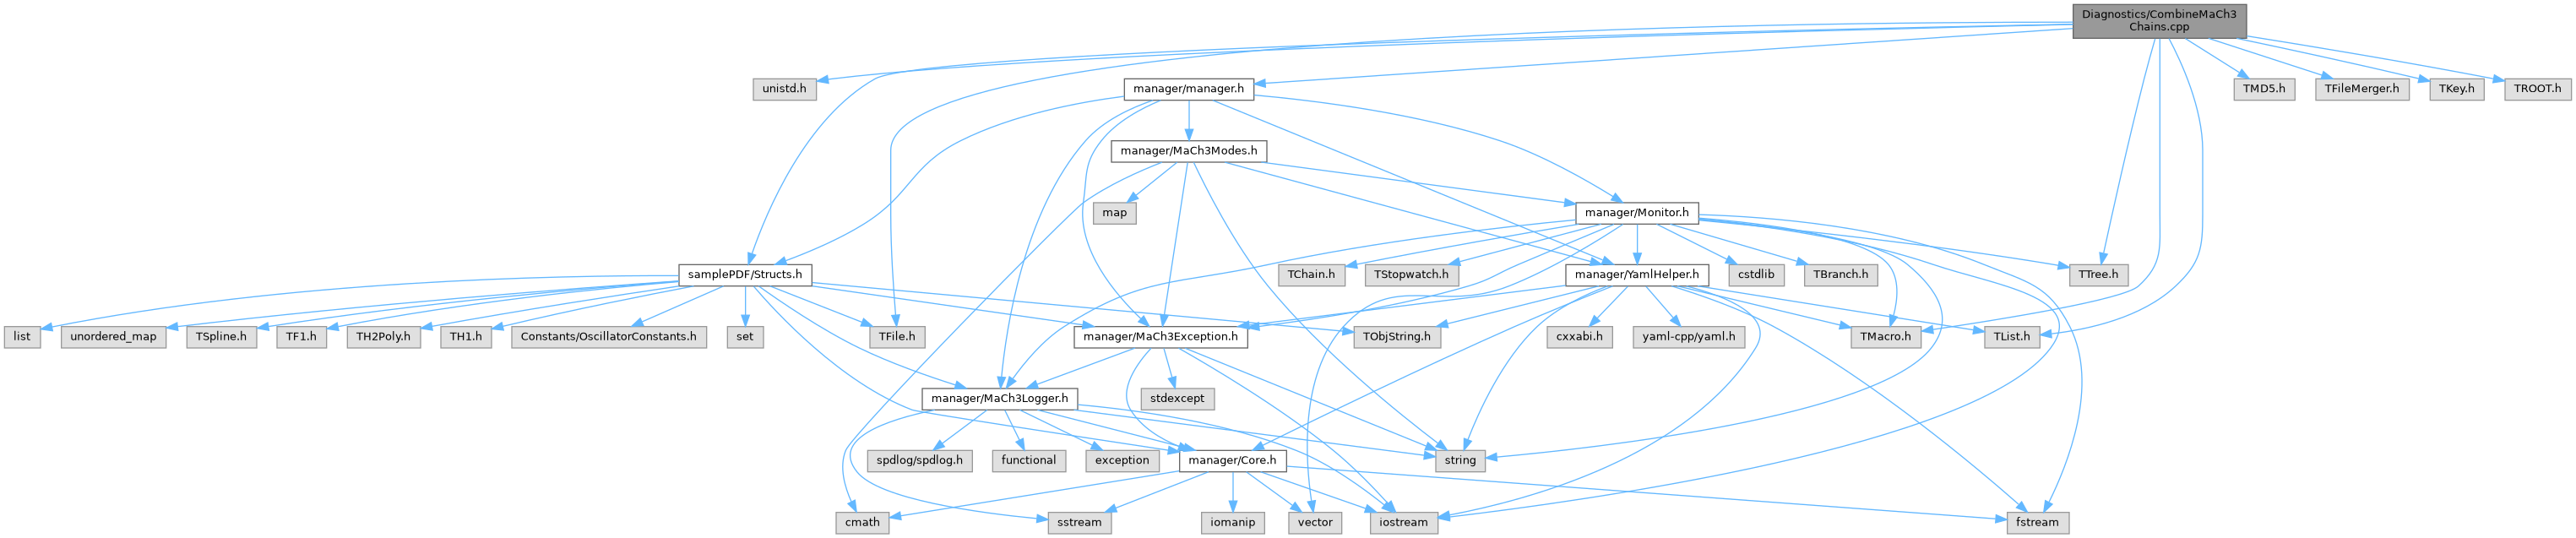 Diagnostics/CombineMaCh3
Chains.cpp
unistd.h
manager/manager.h
TMD5.h
TFileMerger.h
TKey.h
TROOT.h
manager/MaCh3Modes.h
map
manager/Monitor.h
samplePDF/Structs.h
TChain.h
TStopwatch.h
manager/YamlHelper.h
cstdlib
TBranch.h
TTree.h
list
unordered_map
TSpline.h
TF1.h
TH2Poly.h
TH1.h
Constants/OscillatorConstants.h
set
TFile.h
manager/MaCh3Exception.h
TObjString.h
cxxabi.h
yaml-cpp/yaml.h
TMacro.h
TList.h
manager/MaCh3Logger.h
stdexcept
spdlog/spdlog.h
functional
exception
manager/Core.h
string
cmath
sstream
iomanip
vector
iostream
fstream